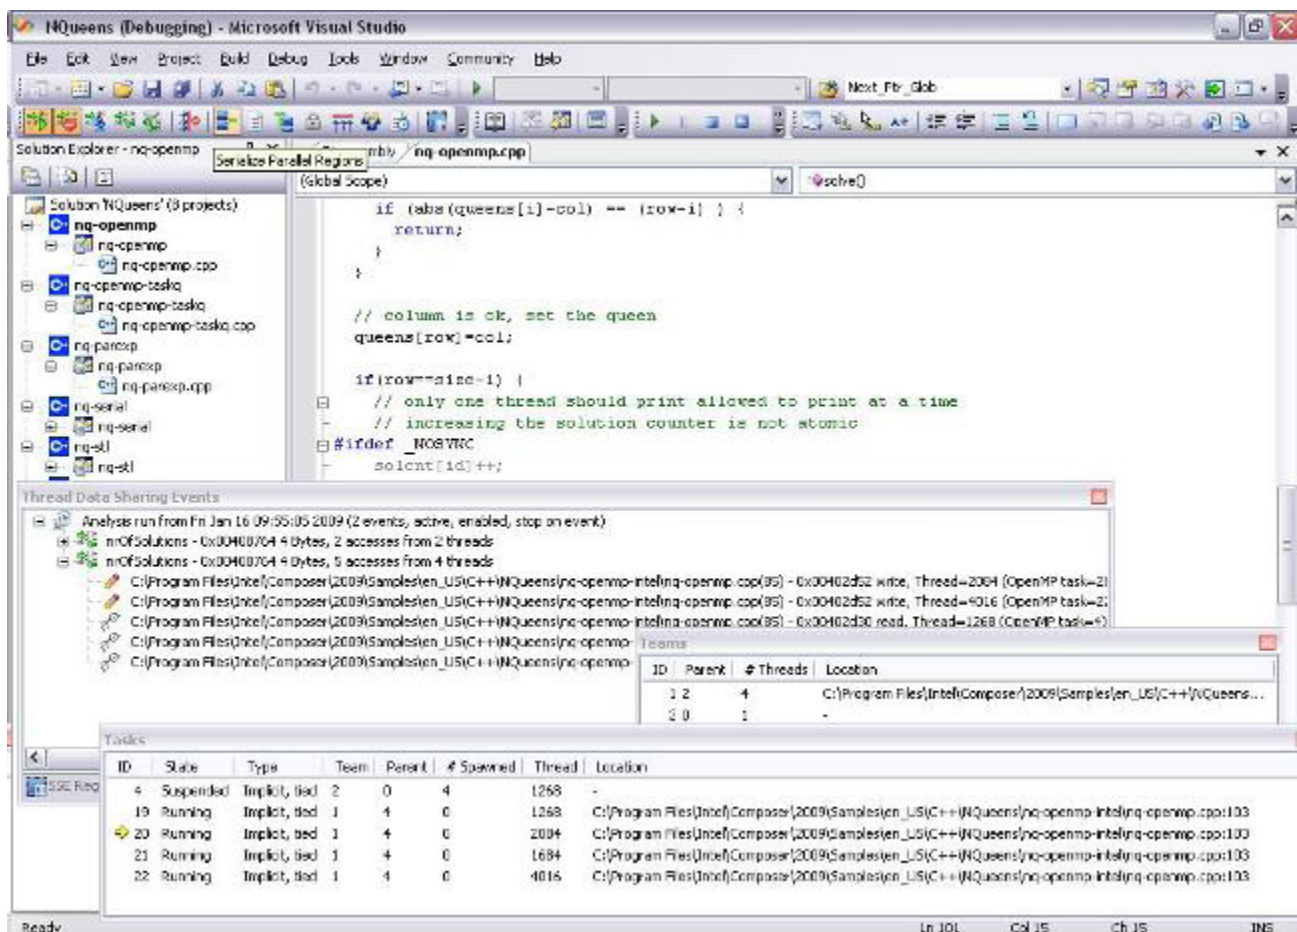 NQueens (Debugging) - Microsoft Visual Studio
File Edit View Project Build Debug Tools Window Community Help
Next_Ptr_Glob
Solution Explorer - nq-openmp
Serialize Parallel Regions
mbly nq-openmp.cpp
(Global Scope)
solve()
Solution 'NQueens' (8 projects)
nq-openmp
nq-openmp
nq-openmp.cpp
nq-openmp-taskq
nq-openmp-taskq
nq-openmp-taskq.cpp
nq-parexp
nq-parexp
nq-parexp.cpp
nq-serial
nq-serial
nq-stl
nq-stl
if (abs(queens[i]-col) == (row-i) ) {
return;
}
}
// column is ok, set the queen
queens[row]=col;
if(row==size-1) {
// only one thread should print allowed to print at a time
// increasing the solution counter is not atomic
#ifdef _NOSYNC
solcnt[id]++;
Thread Data Sharing Events
Analysis run from Fri Jan 16 09:55:05 2009 (2 events, active, enabled, stop on event)
nrOfSolutions - 0x00408764 4 Bytes, 2 accesses from 2 threads
nrOfSolutions - 0x00408764 4 Bytes, 5 accesses from 4 threads
C:\Program Files\Intel\Composer\2009\Samples\en_US\C++\NQueens\nq-openmp-intel\nq-openmp.cpp(85) - 0x00402d52 write, Thread=2084 (OpenMP task=2
C:\Program Files\Intel\Composer\2009\Samples\en_US\C++\NQueens\nq-openmp-intel\nq-openmp.cpp(85) - 0x00402d52 write, Thread=4016 (OpenMP task=2
C:\Program Files\Intel\Composer\2009\Samples\en_US\C++\NQueens\nq-openmp-intel\nq-openmp.cpp(85) - 0x00402d30 read, Thread=1268 (OpenMP task=4)
C:\Program Files\Intel\Composer\2009\Samples\en_US\C++\NQueens\nq-openmp-
C:\Program Files\Intel\Composer\2009\Samples\en_US\C++\NQueens\nq-openmp-
Teams
ID Parent # Threads Location
1 2 4 C:\Program Files\Intel\Composer\2009\Samples\en_US\C++\NQueens...
2 0 1 -
SSE Reg
Tasks
ID State Type Team Parent # Spawned Thread Location
4 Suspended Implicit, tied 2 0 4 1268 -
19 Running Implicit, tied 1 4 0 1268 C:\Program Files\Intel\Composer\2009\Samples\en_US\C++\NQueens\nq-openmp-intel\nq-openmp.cpp:103
20 Running Implicit, tied 1 4 0 2084 C:\Program Files\Intel\Composer\2009\Samples\en_US\C++\NQueens\nq-openmp-intel\nq-openmp.cpp:103
21 Running Implicit, tied 1 4 0 1684 C:\Program Files\Intel\Composer\2009\Samples\en_US\C++\NQueens\nq-openmp-intel\nq-openmp.cpp:103
22 Running Implicit, tied 1 4 0 4016 C:\Program Files\Intel\Composer\2009\Samples\en_US\C++\NQueens\nq-openmp-intel\nq-openmp.cpp:103
Ready Ln 101 Col 15 Ch 15 INS